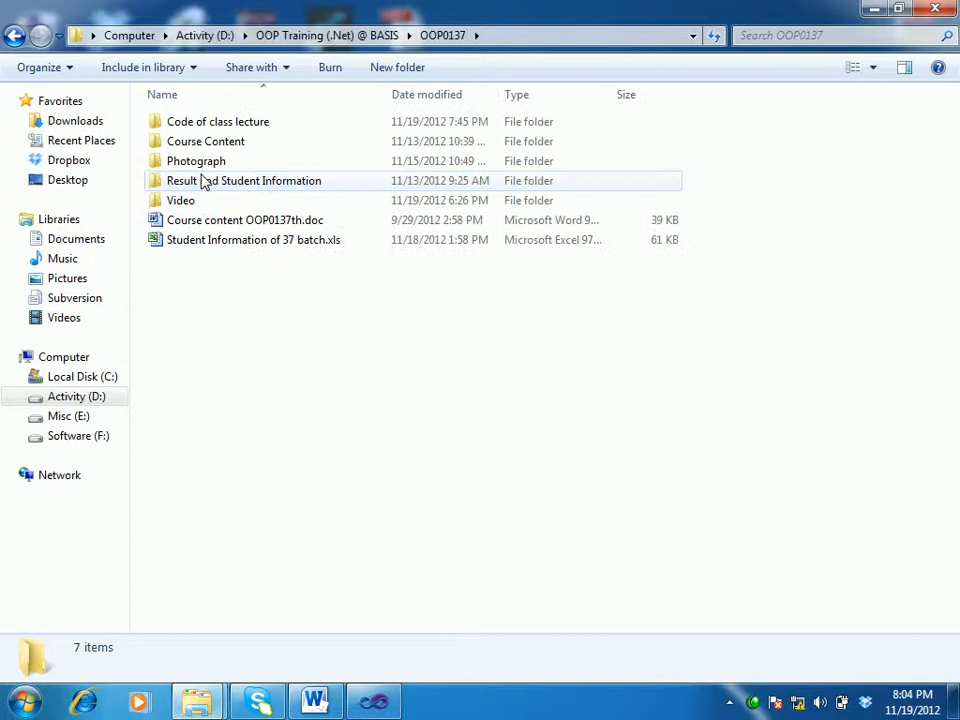 Computer ▸ Activity (D:) ▸ OOP Training (.Net) @ BASIS ▸ OOP0137 ▸
Search OOP0137
Organize Include in library Share with Burn New folder
Name Date modified Type Size
Code of class lecture 11/19/2012 7:45 PM File folder
Course Content 11/13/2012 10:39 ... File folder
Photograph 11/15/2012 10:49 ... File folder
Result and Student Information 11/13/2012 9:25 AM File folder
Video 11/19/2012 6:26 PM File folder
Course content OOP0137th.doc 9/29/2012 2:58 PM Microsoft Word 9... 39 KB
Student Information of 37 batch.xls 11/18/2012 1:58 PM Microsoft Excel 97... 61 KB
Favorites
Downloads
Recent Places
Dropbox
Desktop
Libraries
Documents
Music
Pictures
Subversion
Videos
Computer
Local Disk (C:)
Activity (D:)
Misc (E:)
Software (F:)
Network
7 items
8:04 PM
11/19/2012